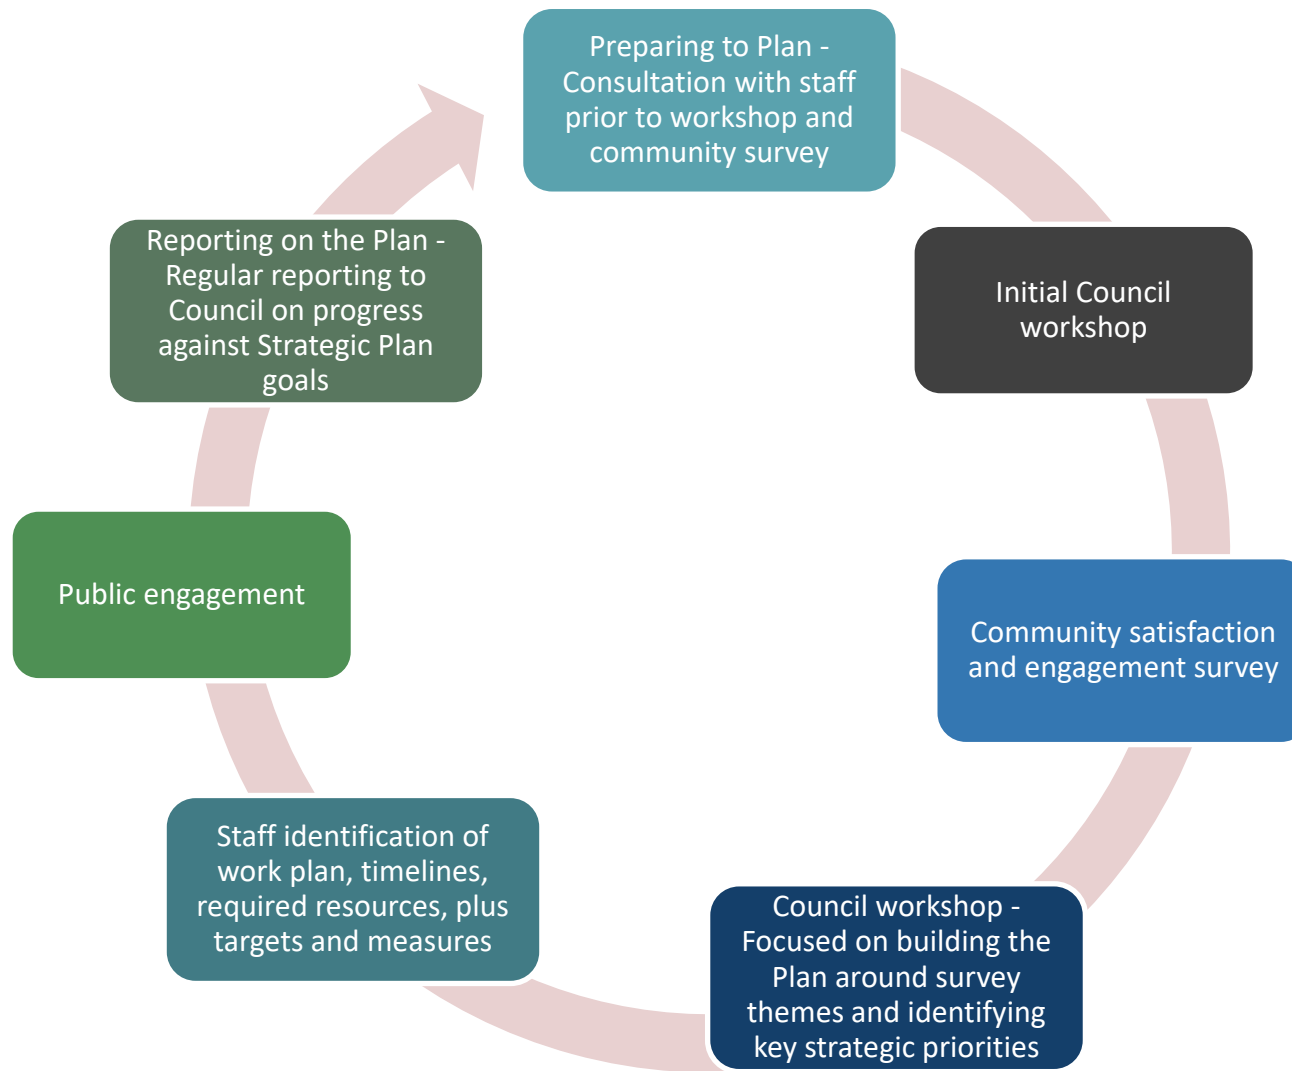 Preparing to Plan -
Consultation with staff
prior to workshop and
community survey
Initial Council
workshop
Community satisfaction
and engagement survey
Council workshop -
Focused on building the
Plan around survey
themes and identifying
key strategic priorities
Staff identification of
work plan, timelines,
required resources, plus
targets and measures
Public engagement
Reporting on the Plan -
Regular reporting to
Council on progress
against Strategic Plan
goals